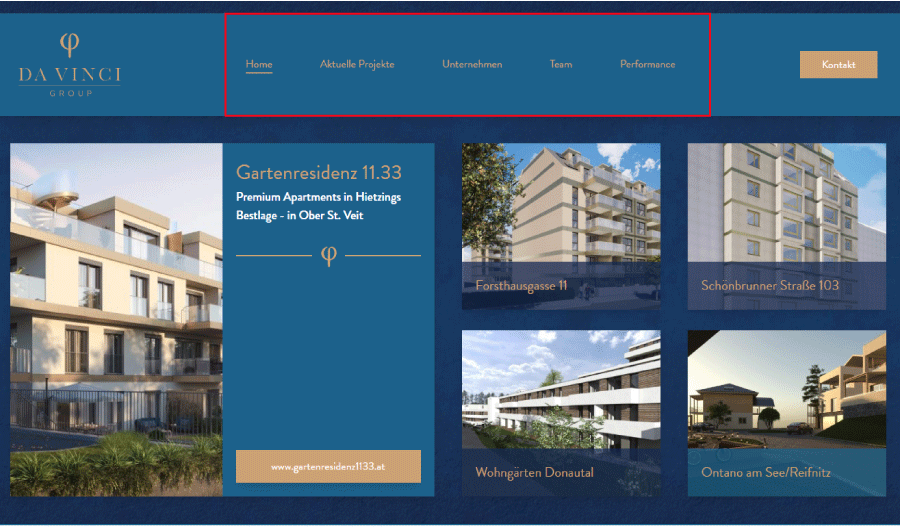 φ
DA VINCI
GROUP
Home
Aktuelle Projekte
Unternehmen
Team
Performance
Kontakt
Gartenresidenz 11.33
Premium Apartments in Hietzings
Bestlage - in Ober St. Veit
φ
www.gartenresidenz1133.at
Forsthausgasse 11
Schönbrunner Straße 103
Wohngärten Donautal
Ontano am See/Reifnitz